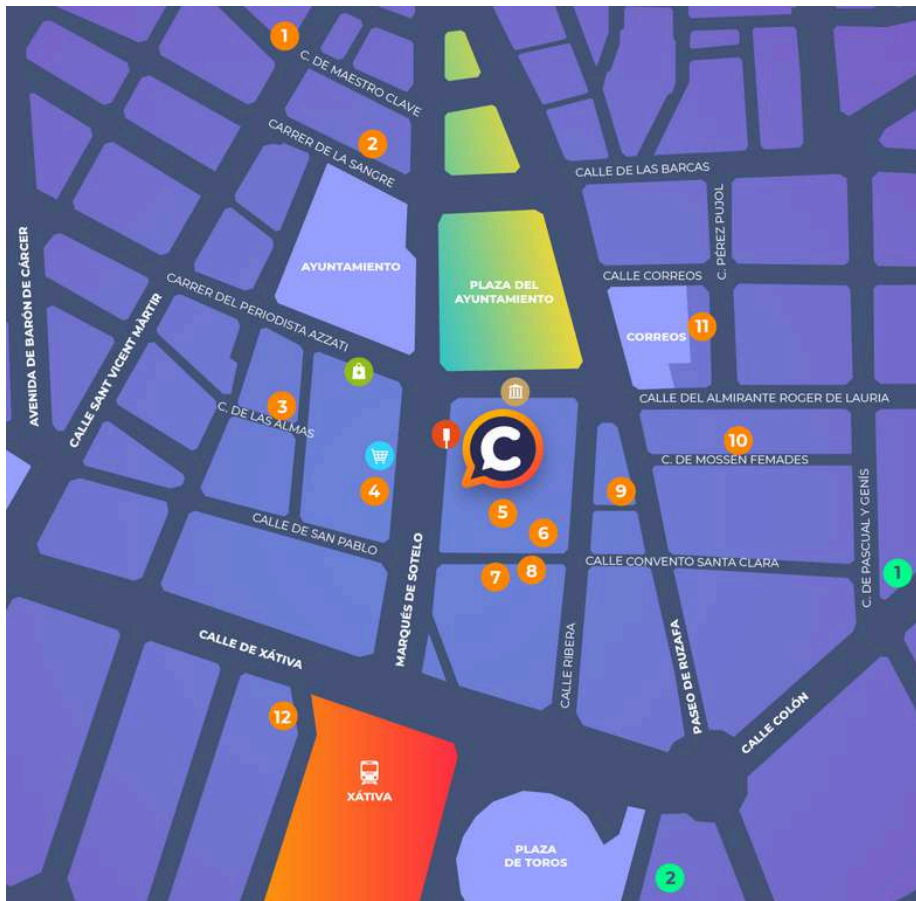 1
C. DE MAESTRO CLAVE
2
CARRER DE LA SANGRE
CALLE DE LAS BARCAS
C. PÉREZ PUJOL
AVENIDA DE BARÓN DE CÁRCER
AYUNTAMIENTO
PLAZA DEL
AYUNTAMIENTO
CALLE CORREOS
CARRER DEL PERIODISTA AZZATI
CALLE SANT VICENT MÀRTIR
CORREOS
11
CALLE DEL ALMIRANTE ROGER DE LAURIA
3
C. DE LAS ALMAS
C
10
C. DE MOSSÉN FEMADES
4
5
9
6
CALLE DE SAN PABLO
MARQUÉS DE SOTELO
7
8
CALLE CONVENTO SANTA CLARA
C. DE PASCUAL Y GENÍS
1
CALLE DE XÁTIVA
CALLE RIBERA
PASEO DE RUZAFA
CALLE COLÓN
12
XÁTIVA
PLAZA
DE TOROS
2